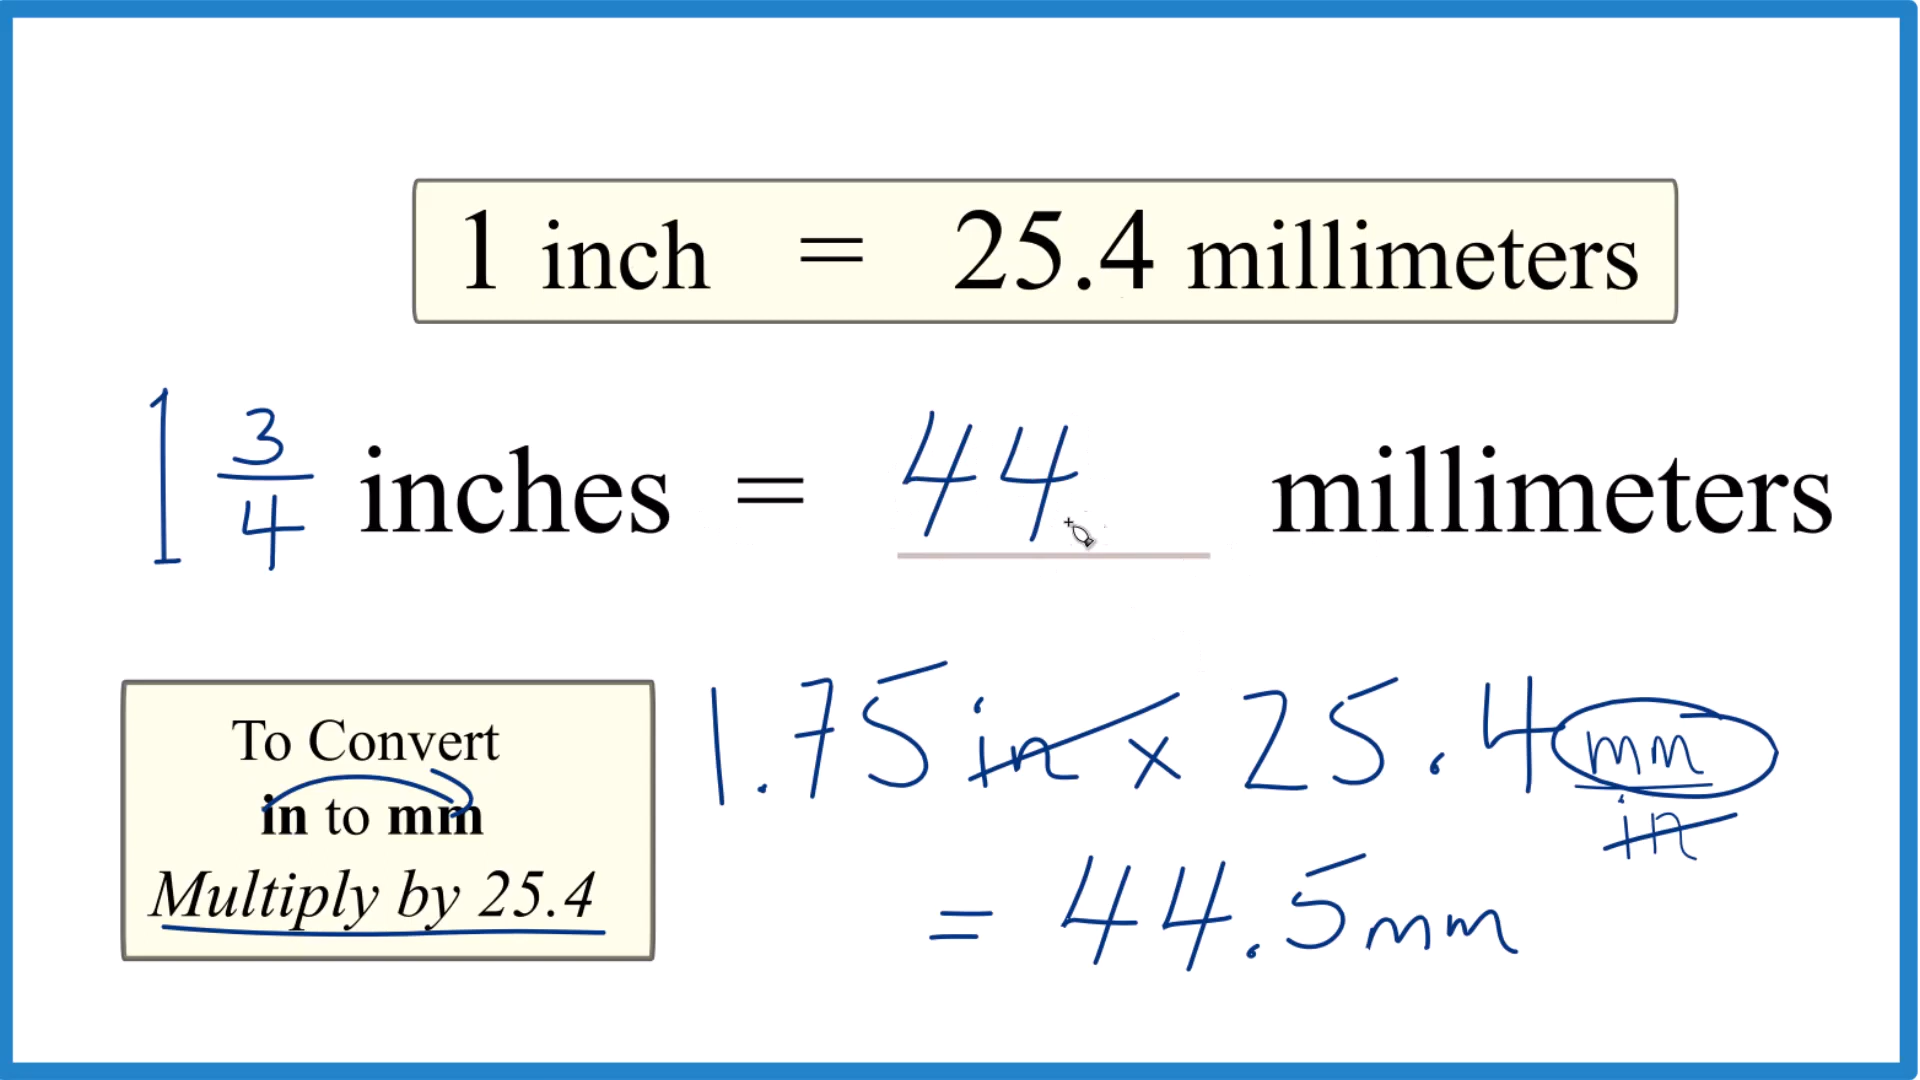 1 inch = 25.4 millimeters
1 3/4 inches = 44 millimeters
To Convert
in to mm
Multiply by 25.4
1.75 in x 25.4 mm/in
= 44.5mm